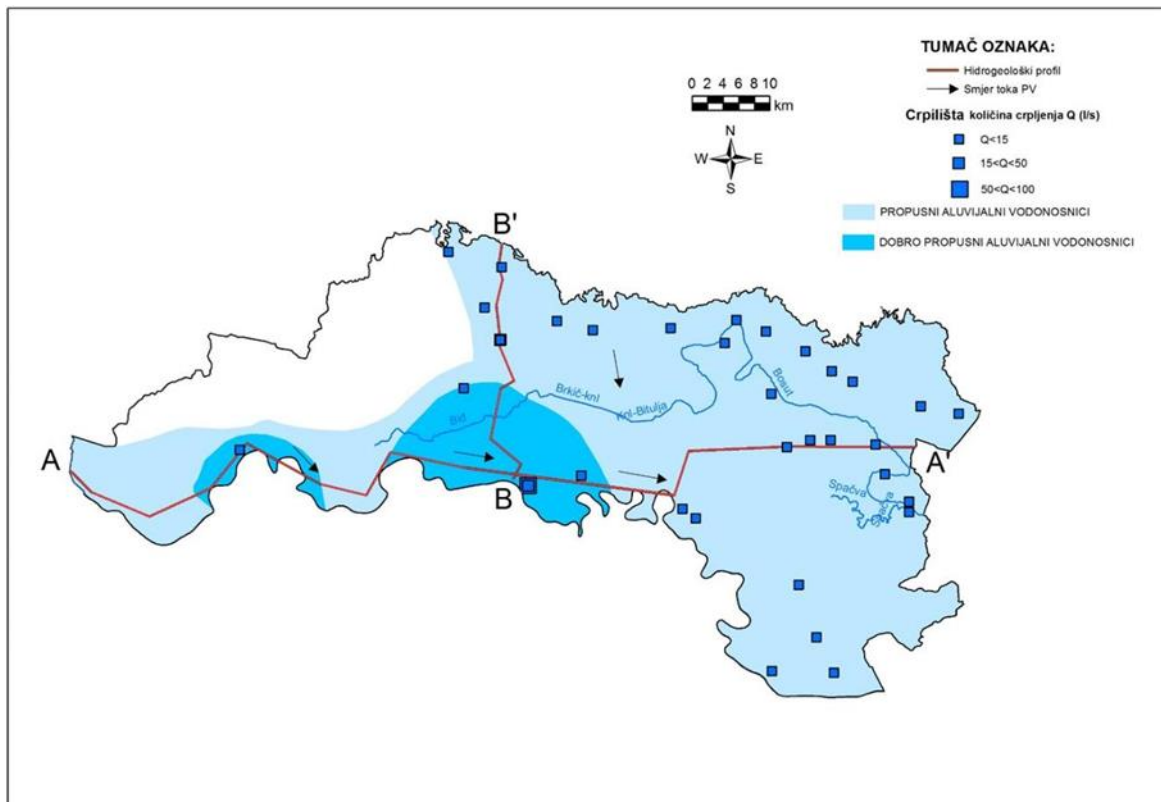 TUMAČ OZNAKA:
Hidrogeološki profil
Smjer toka PV
Crpilišta količina crpljenja Q (l/s)
Q<15
15<Q<50
50<Q<100
PROPUSNI ALUVIJALNI VODONOSNICI
DOBRO PROPUSNI ALUVIJALNI VODONOSNICI
0 2 4 6 8 10
km
N
W E
S
B'
Brkič-knl
Knl-Bitulja
Bosut
Bid
A
A'
B
Spačva